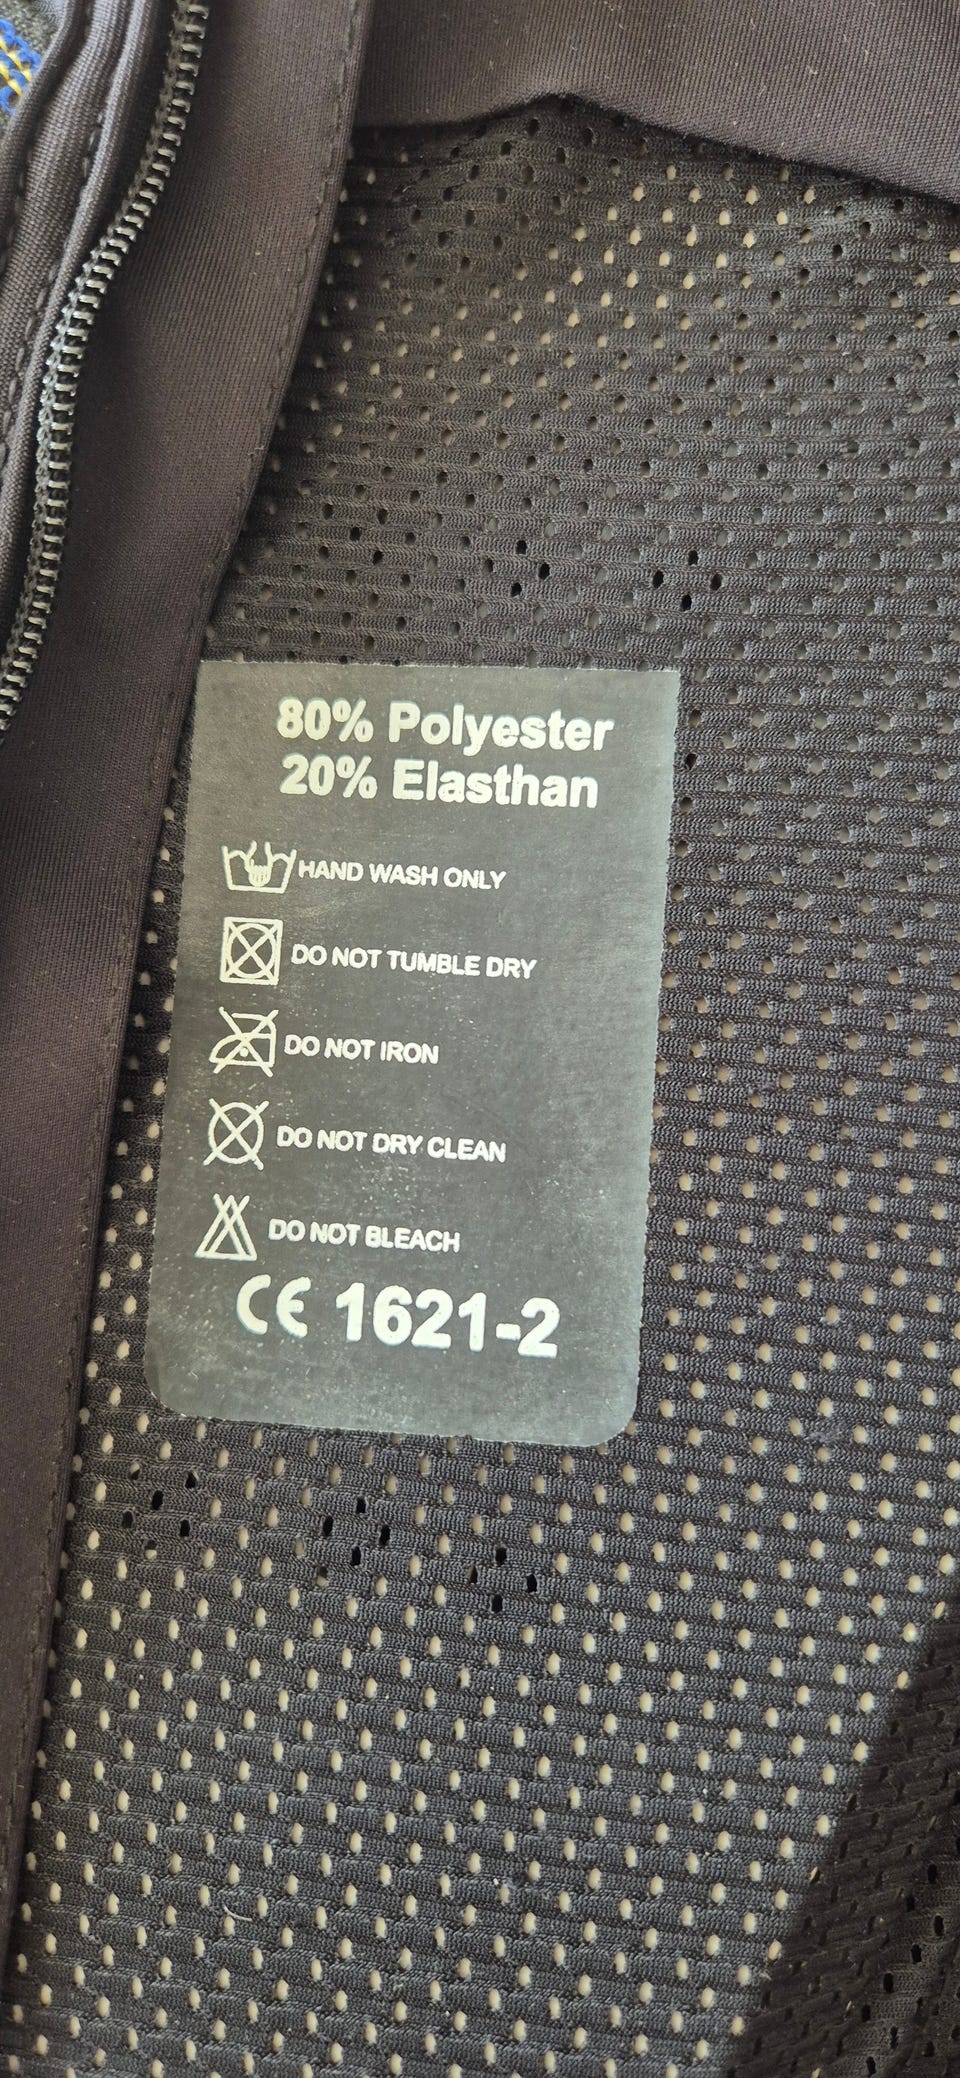 80% Polyester
20% Elasthan
HAND WASH ONLY
DO NOT TUMBLE DRY
DO NOT IRON
DO NOT DRY CLEAN
DO NOT BLEACH
CE 1621-2